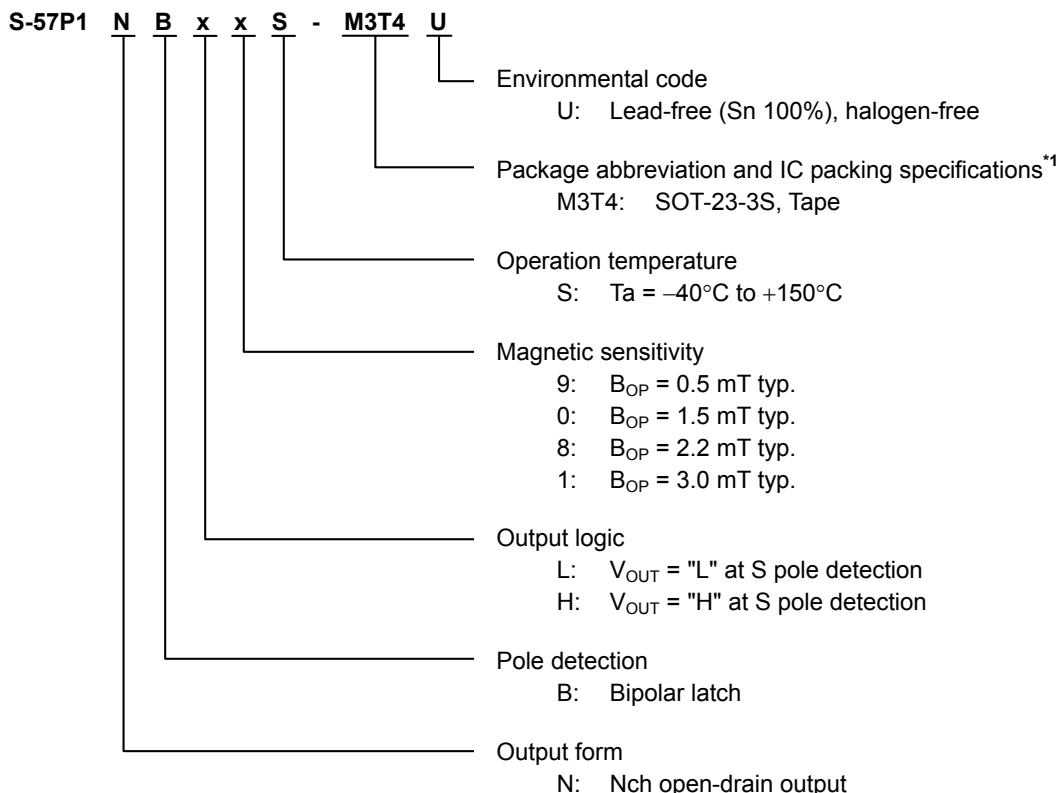 S-57P1 N B x x S - M3T4 U
Environmental code
U: Lead-free (Sn 100%), halogen-free
Package abbreviation and IC packing specifications*1
M3T4: SOT-23-3S, Tape
Operation temperature
S: Ta = −40°C to +150°C
Magnetic sensitivity
9: BOP = 0.5 mT typ.
0: BOP = 1.5 mT typ.
8: BOP = 2.2 mT typ.
1: BOP = 3.0 mT typ.
Output logic
L: VOUT = "L" at S pole detection
H: VOUT = "H" at S pole detection
Pole detection
B: Bipolar latch
Output form
N: Nch open-drain output